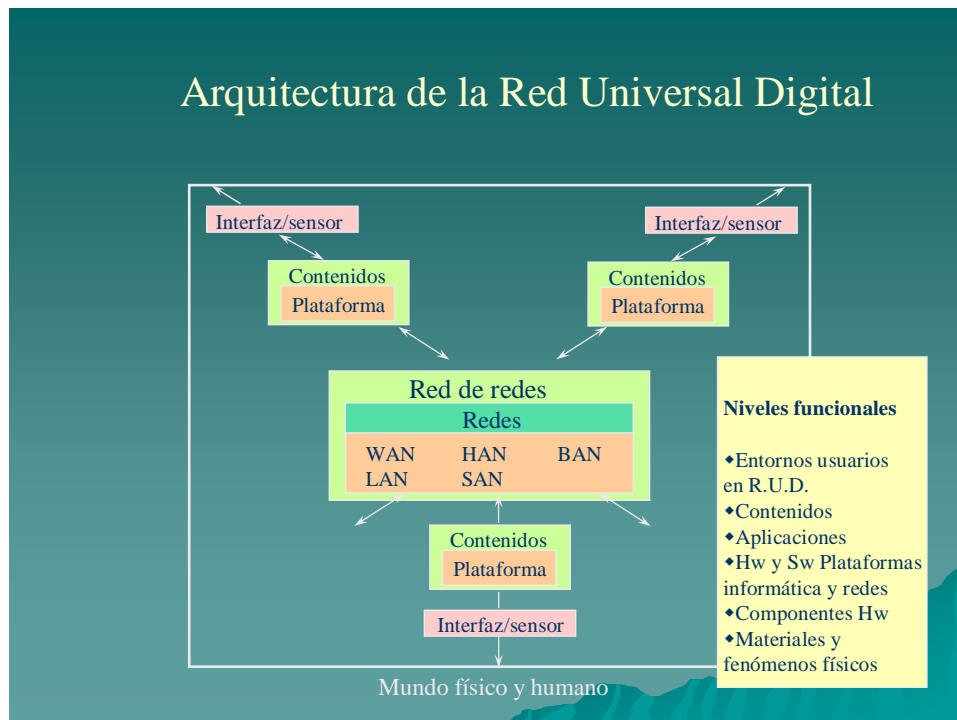 Arquitectura de la Red Universal Digital
Interfaz/sensor
Interfaz/sensor
Contenidos
Plataforma
Contenidos
Plataforma
Red de redes
Redes
WAN HAN BAN
LAN SAN
Contenidos
Plataforma
Interfaz/sensor
Mundo físico y humano
Niveles funcionales
◆Entornos usuarios
en R.U.D.
◆Contenidos
◆Aplicaciones
◆Hw y Sw Plataformas
informática y redes
◆Componentes Hw
◆Materiales y
fenómenos físicos